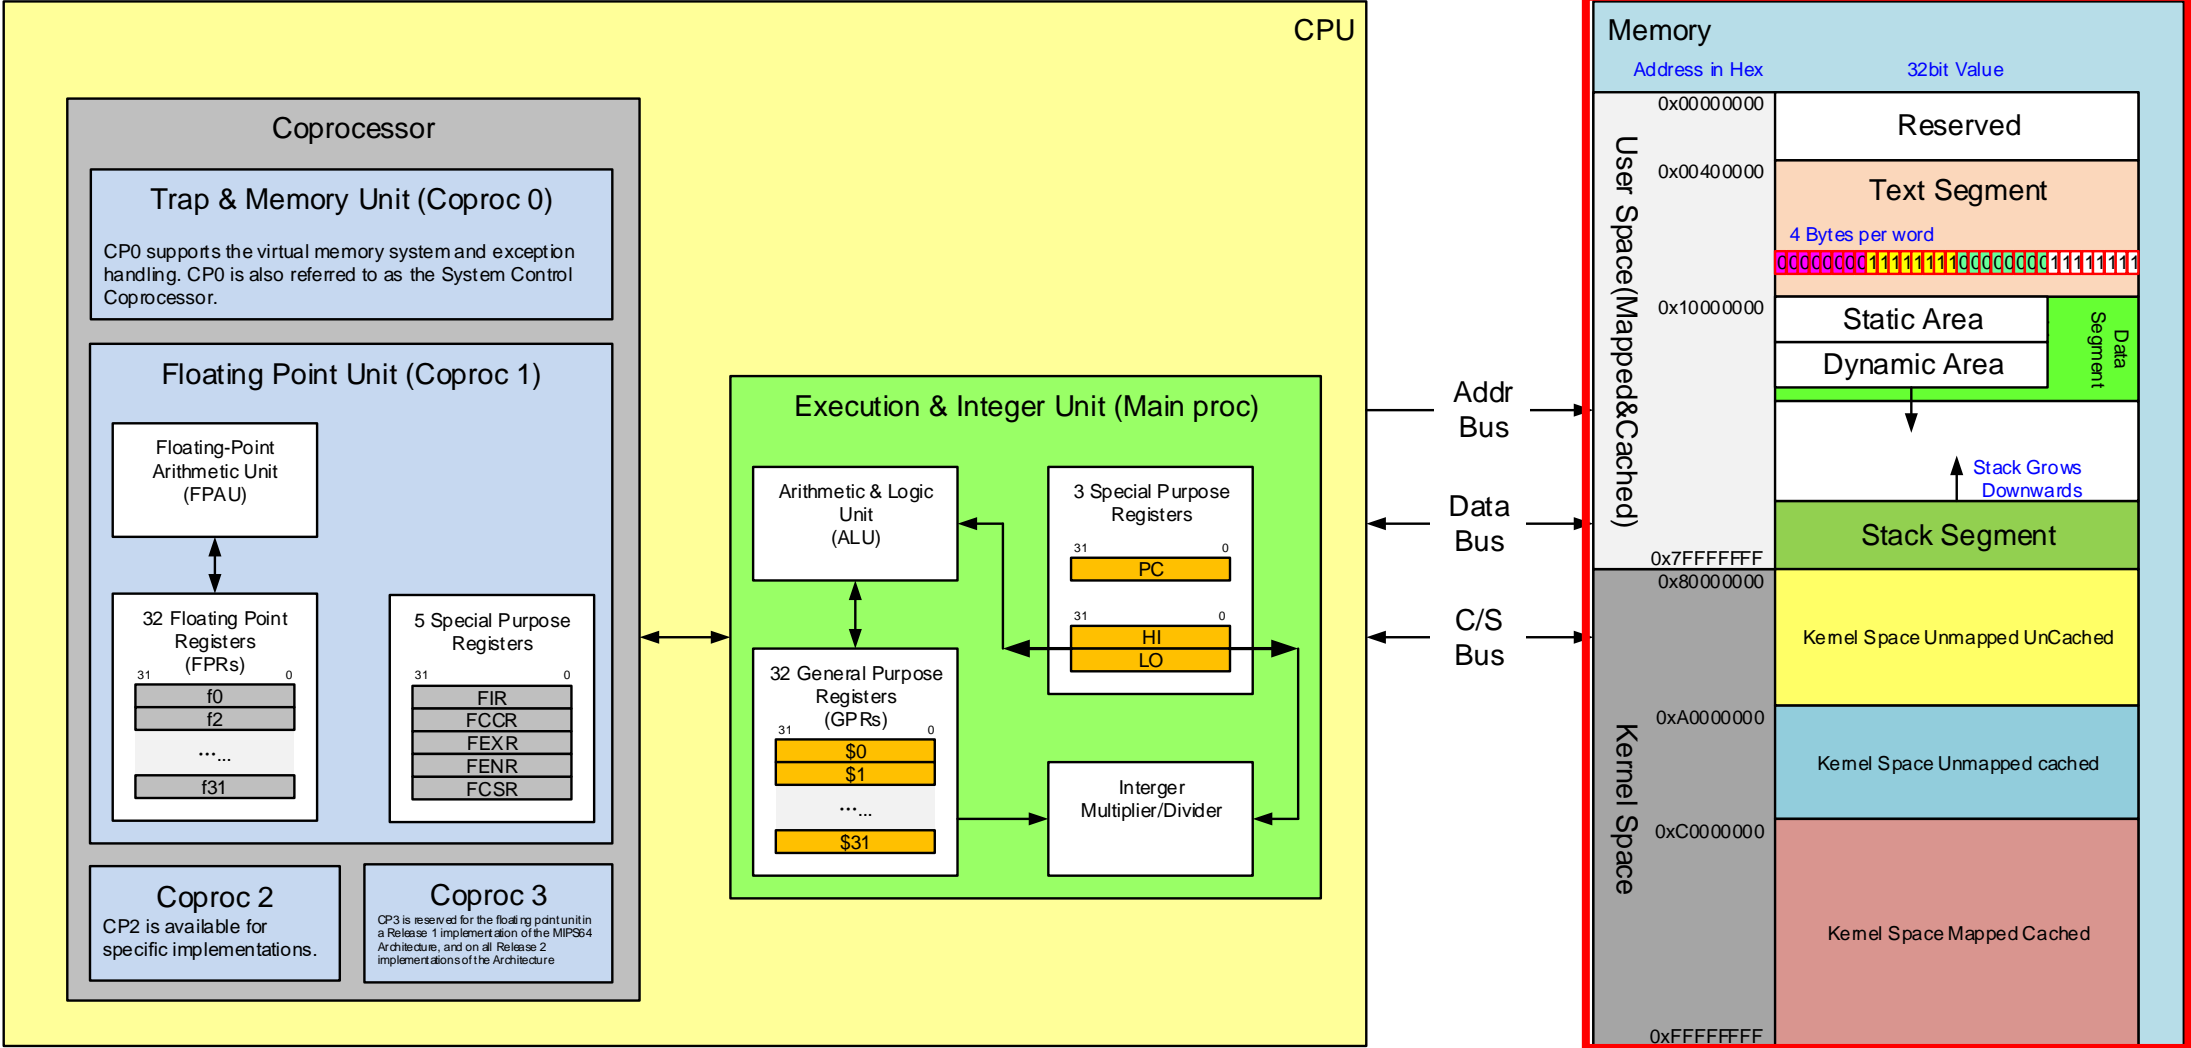 CPU
Coprocessor
Trap & Memory Unit (Coproc 0)
CP0 supports the virtual memory system and exception
handling. CP0 is also referred to as the System Control
Coprocessor.
Floating Point Unit (Coproc 1)
Floating-Point
Arithmetic Unit
(FPAU)
32 Floating Point
Registers
(FPRs)
31 0
f0
f2
......
f31
5 Special Purpose
Registers
31 0
FIR
FCCR
FEXR
FENR
FCSR
Coproc 2
CP2 is available for
specific implementations.
Coproc 3
CP3 is reserved for the floating point unit in
a Release 1 implementation of the MIPS64
Architecture, and on all Release 2
implementations of the Architecture
Execution & Integer Unit (Main proc)
Arithmetic & Logic
Unit
(ALU)
3 Special Purpose
Registers
31 0
PC
31 0
HI
LO
32 General Purpose
Registers
(GPRs)
31 0
$0
$1
......
$31
Interger
Multiplier/Divider
Addr
Bus
Data
Bus
C/S
Bus
Memory
Address in Hex 32bit Value
User Space(Mapped&Cached)
0x00000000
Reserved
0x00400000
Text Segment
4 Bytes per word
00000000111111110000000011111111
0x10000000
Static Area
Dynamic Area
Data
Segment
Stack Grows
Downwards
Stack Segment
0x7FFFFFFF
Kernel Space
0x80000000
Kernel Space Unmapped UnCached
0xA0000000
Kernel Space Unmapped cached
0xC0000000
Kernel Space Mapped Cached
0xFFFFFFFF